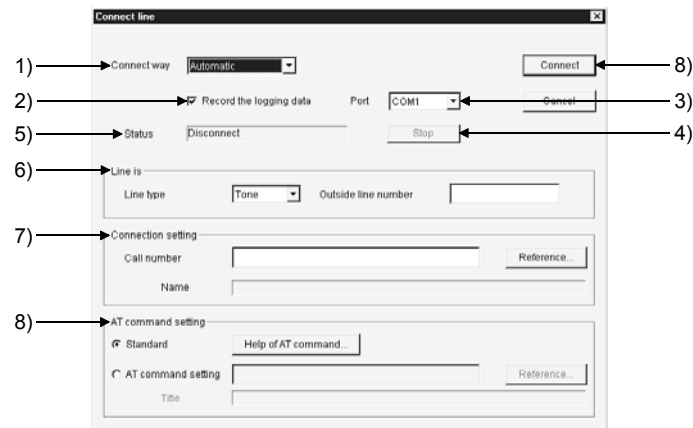 Connect line
1) Connect way Automatic Connect 8)
2) Record the logging data Port COM1 3)
Cancel
5) Status Disconnect Stop 4)
6) Line is
Line type Tone Outside line number
7) Connection setting
Call number Reference...
Name
8) AT command setting
Standard Help of AT command...
AT command setting Reference...
Title